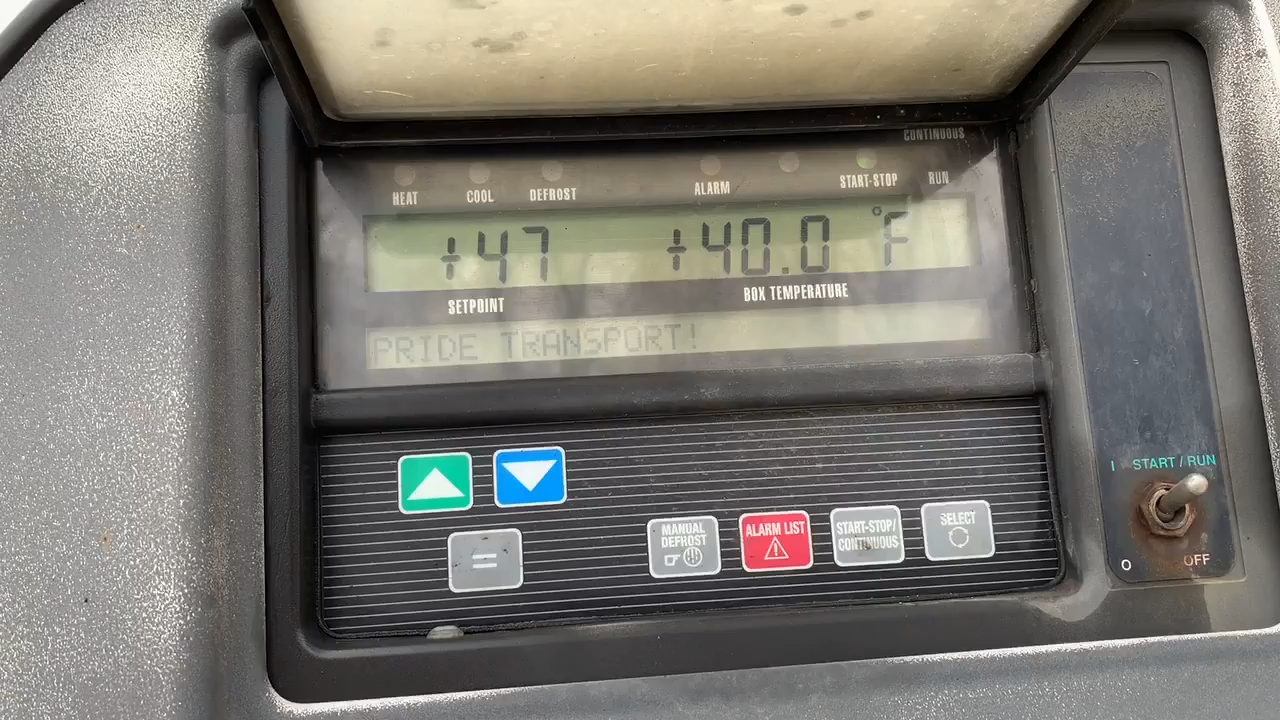 CONTINUOUS
HEAT COOL DEFROST ALARM START-STOP RUN
+47 +40.0 °F
SETPOINT BOX TEMPERATURE
PRIDE TRANSPORT!
I START / RUN
MANUAL
DEFROST
ALARM LIST
START-STOP/
CONTINUOUS
SELECT
=
O OFF